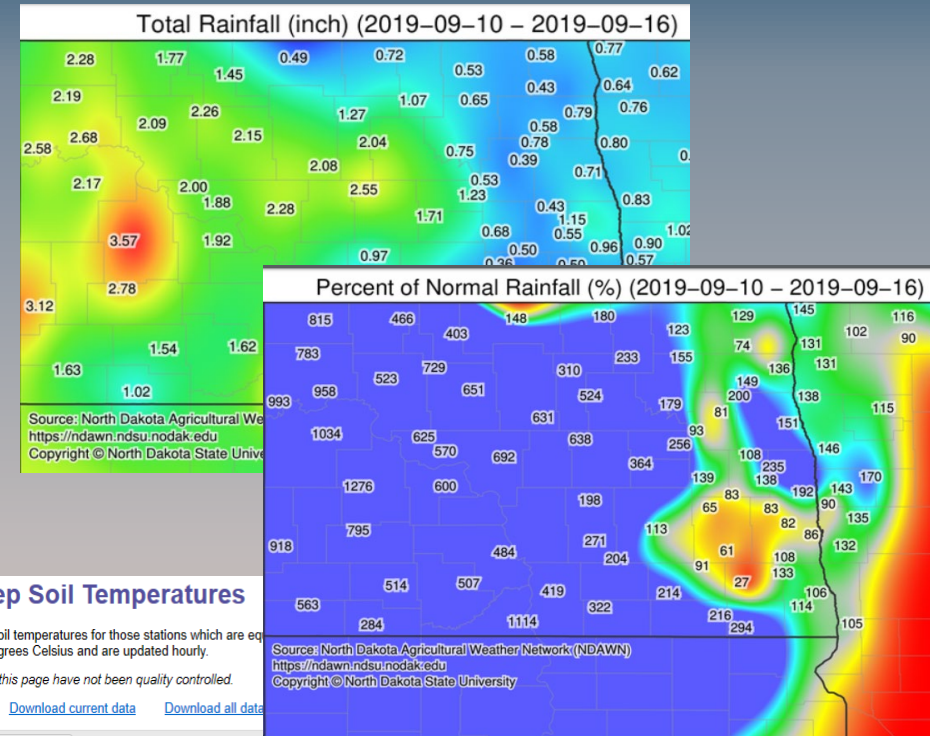 Total Rainfall (inch) (2019−09−10 − 2019−09−16)
2.28 1.77 0.49 0.72 0.58 0.77
1.45 0.53 0.62
2.19 0.43 0.64
1.07 0.65 0.76
2.26 1.27 0.79
2.09 0.58
2.68 2.15 2.04 0.78 0.80
2.58 0.75 0.39
2.08 0.71
2.17 2.00 2.55 0.53
1.88 1.23 0.83
2.28 1.71 0.43 1.15
0.68 0.55 1.02
3.57 1.92 0.50 0.96 0.90
0.97 0.57
2.78
3.12
1.54 1.62
1.63
1.02
Source: North Dakota Agricultural We
https://ndawn.ndsu.nodak.edu
Copyright © North Dakota State Unive
Percent of Normal Rainfall (%) (2019−09−10 − 2019−09−16)
815 466 148 180 129 145 116
403 123 102
783 233 155 74 131 90
729 310 136 131
523 149
958 651 524 200 138
993 179 81 115
631 151
1034 625 638 93
570 692 256 108 146
364 235
1276 600 139 138 170
198 83 192 143
65 83 90
795 113 82 135
918 271 86
484 204 61 132
91 108
514 507 27 133
419 214 106
563 322 114
284 1114 216 105
294
Source: North Dakota Agricultural Weather Network (NDAWN)
https://ndawn.ndsu.nodak.edu
Copyright © North Dakota State University
ep Soil Temperatures
oil temperatures for those stations which are eq
grees Celsius and are updated hourly.
this page have not been quality controlled.
Download current data Download all data